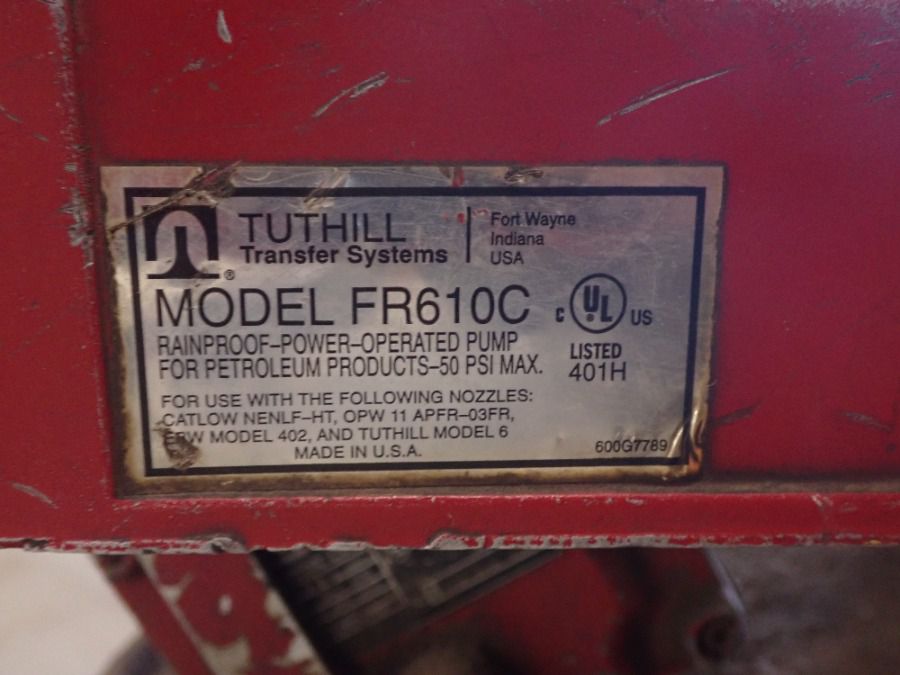 TUTHILL
Transfer Systems
Fort Wayne
Indiana
USA
®
MODEL FR610C
C UL US
RAINPROOF-POWER-OPERATED PUMP
FOR PETROLEUM PRODUCTS-50 PSI MAX.
LISTED
401H
FOR USE WITH THE FOLLOWING NOZZLES:
CATLOW NENLF-HT, OPW 11 APFR-03FR,
MODEL 402, AND TUTHILL MODEL 6
MADE IN U.S.A.
600G7789